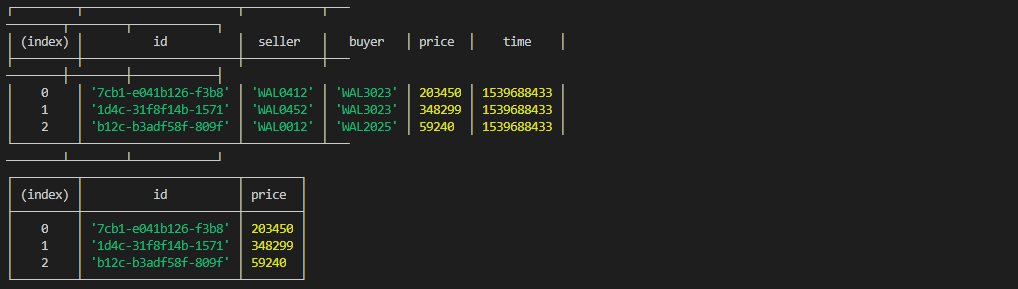 (index) id seller buyer price time
0 '7cb1-e041b126-f3b8' 'WAL0412' 'WAL3023' 203450 1539688433
1 '1d4c-31f8f14b-1571' 'WAL0452' 'WAL3023' 348299 1539688433
2 'b12c-b3adf58f-809f' 'WAL0012' 'WAL2025' 59240 1539688433
(index) id price
0 '7cb1-e041b126-f3b8' 203450
1 '1d4c-31f8f14b-1571' 348299
2 'b12c-b3adf58f-809f' 59240